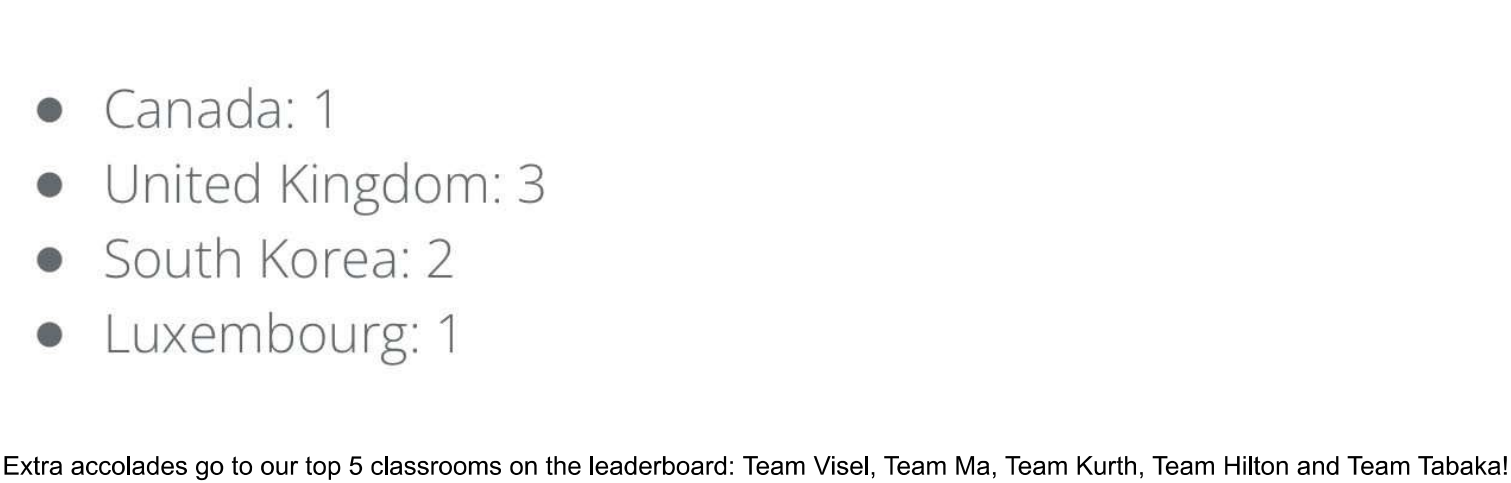 ● Canada: 1
● United Kingdom: 3
● South Korea: 2
● Luxembourg: 1
Extra accolades go to our top 5 classrooms on the leaderboard: Team Visel, Team Ma, Team Kurth, Team Hilton and Team Tabaka!